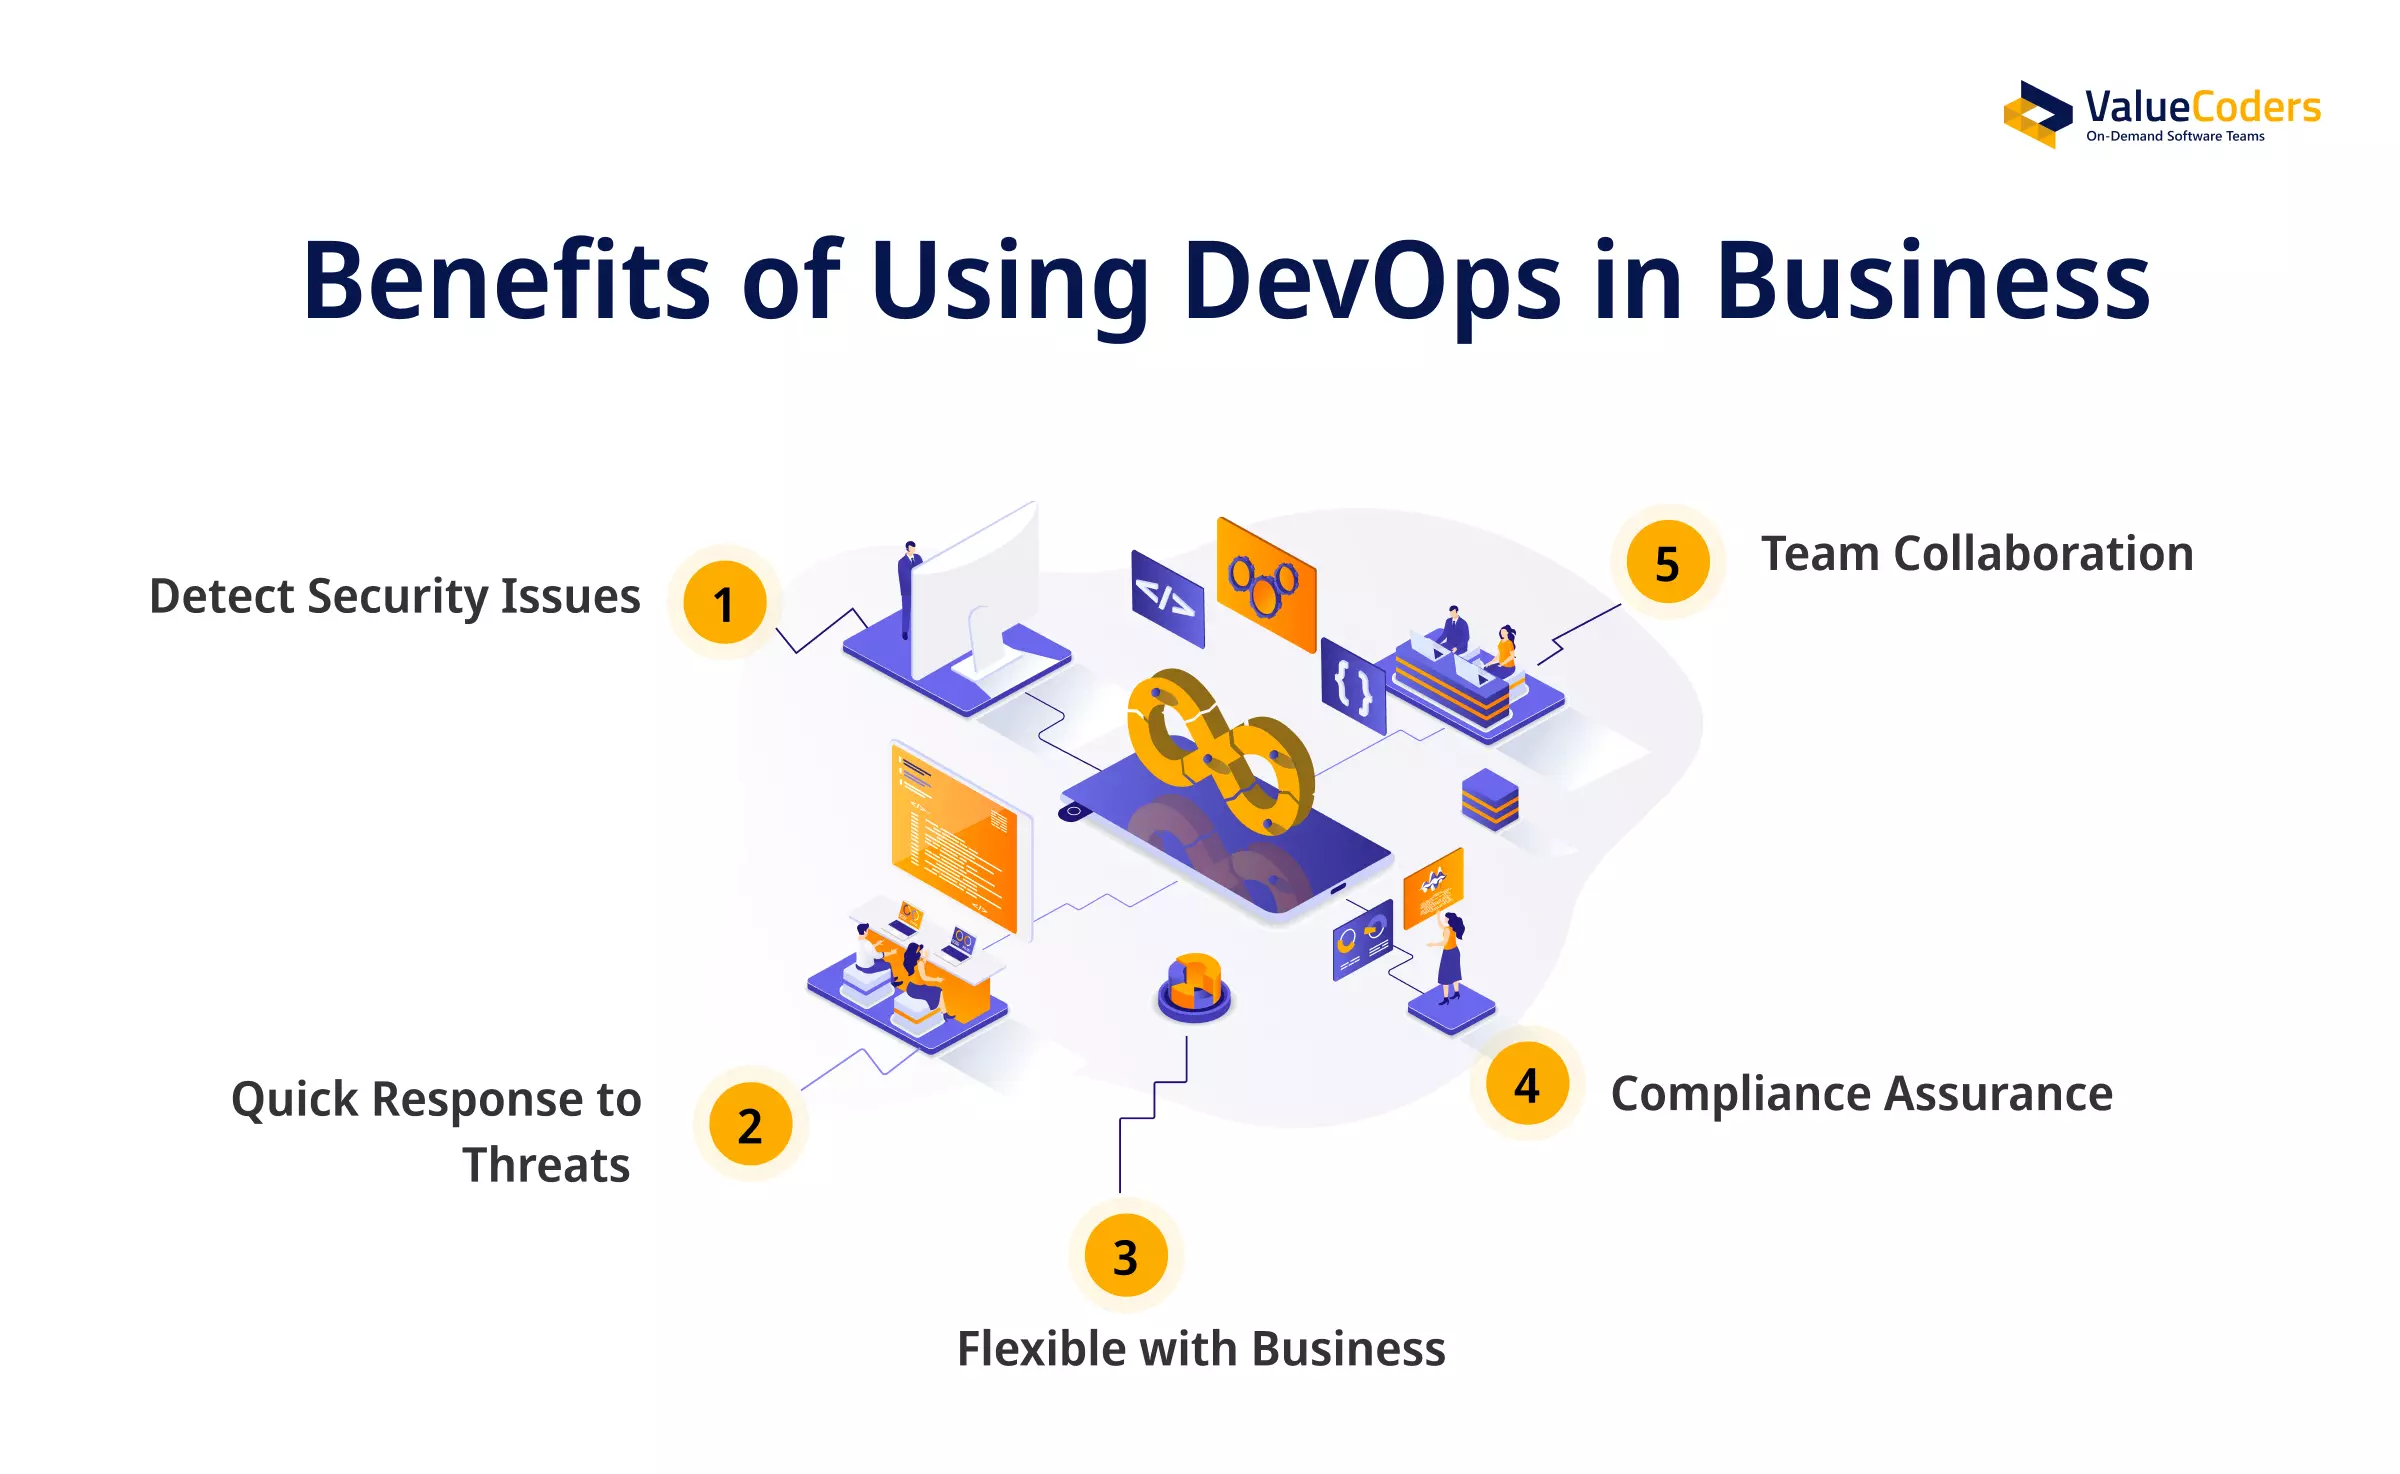 ValueCoders
On-Demand Software Teams
Benefits of Using DevOps in Business
1
Detect Security Issues
2
Quick Response to
Threats
3
Flexible with Business
4
Compliance Assurance
5
Team Collaboration
</>
{ }